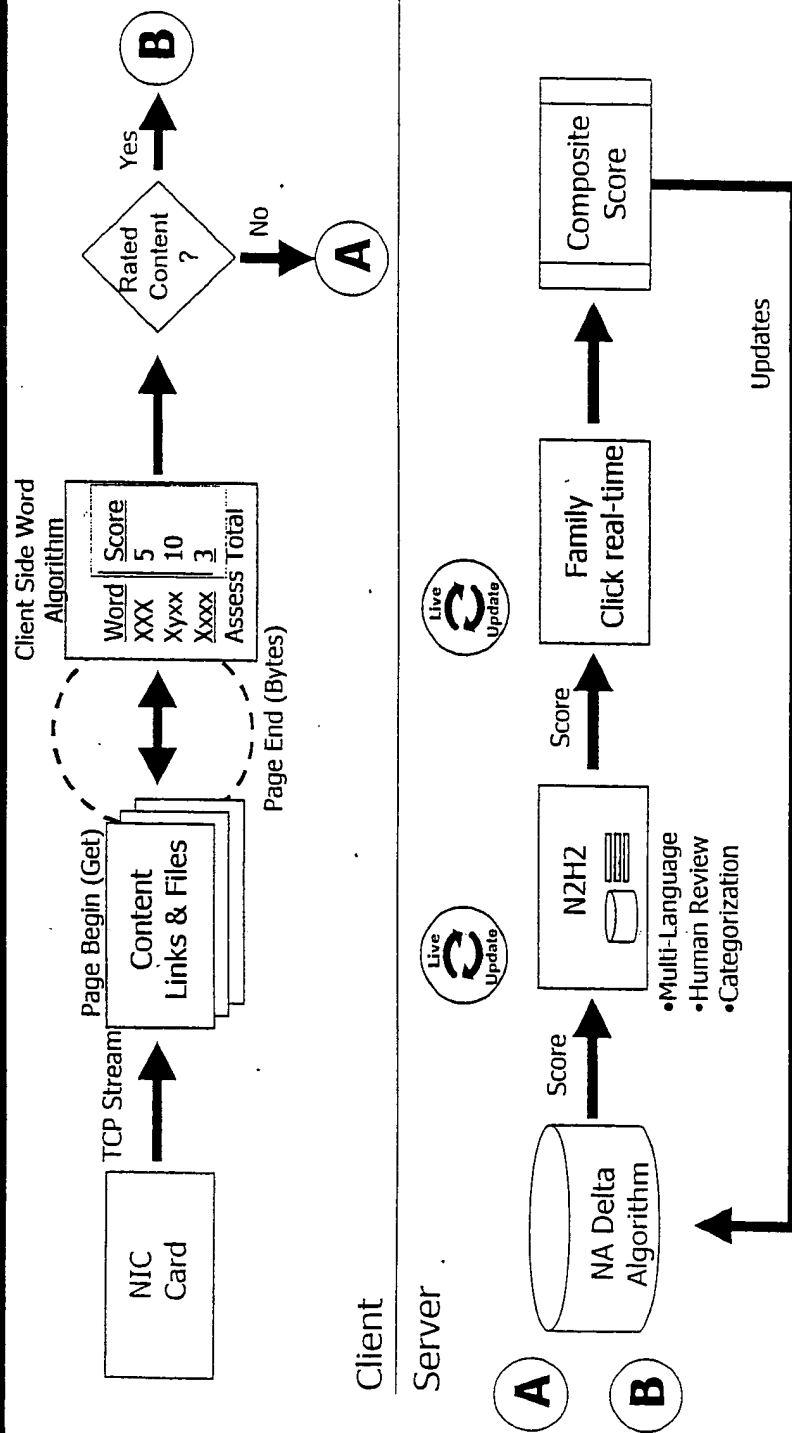 NIC
Card
TCP Stream
Page Begin (Get)
Content
Links & Files
Page End (Bytes)
Client Side Word
Algorithm
Word Score
XXX 5
Xyxx 10
Xxxx 3
Assess Total
Rated
Content
?
Yes
B
No
A
Client
Server
A
B
NA Delta
Algorithm
Score
Live
Update
N2H2
•Multi-Language
•Human Review
•Categorization
Score
Live
Update
Family
Click real-time
Composite
Score
Updates